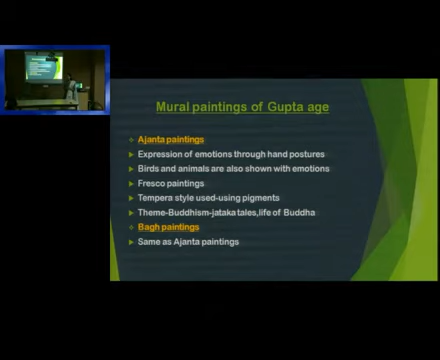 Mural paintings of Gupta age
Ajanta paintings
Expression of emotions through hand postures
Birds and animals are also shown with emotions
Fresco paintings
Tempera style used-using pigments
Theme-Buddhism-jataka tales,life of Buddha
Bagh paintings
Same as Ajanta paintings